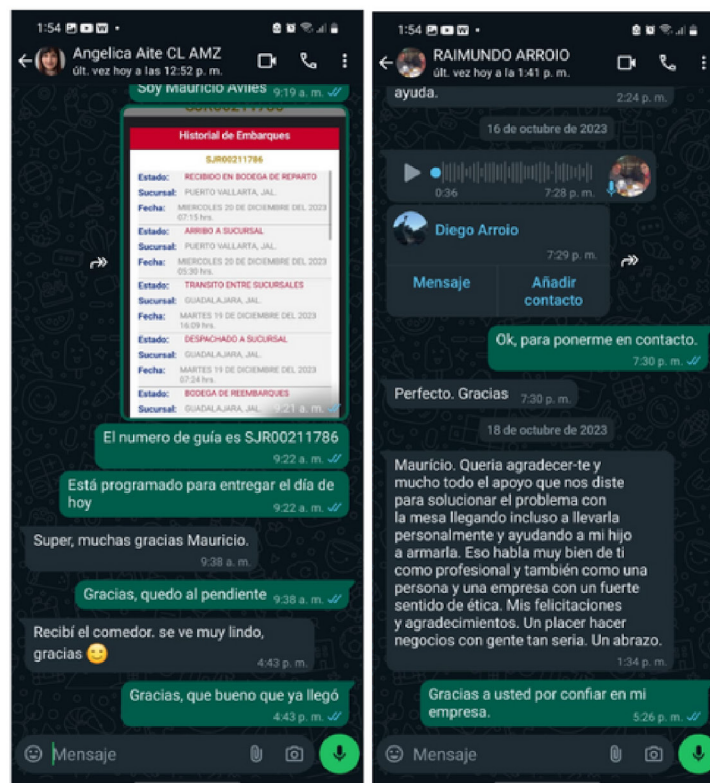 1:54
Angelica Aite CL AMZ
últ. vez hoy a las 12:52 p. m.
Soy Mauricio Aviles 9:19 a. m.
SJR00211786
Historial de Embarques
SJR00211786
Estado: RECIBIDO EN BODEGA DE REPARTO
Sucursal: PUERTO VALLARTA, JAL.
Fecha: MIERCOLES 20 DE DICIEMBRE DEL 2023
07:15 hrs.
Estado: ARRIBO A SUCURSAL
Sucursal: PUERTO VALLARTA, JAL.
Fecha: MIERCOLES 20 DE DICIEMBRE DEL 2023
05:30 hrs.
Estado: TRANSITO ENTRE SUCURSALES
Sucursal: GUADALAJARA, JAL.
Fecha: MARTES 19 DE DICIEMBRE DEL 2023
16:09 hrs.
Estado: DESPACHADO A SUCURSAL
Sucursal: GUADALAJARA, JAL.
Fecha: MARTES 19 DE DICIEMBRE DEL 2023
07:24 hrs.
Estado: BODEGA DE REEMBARQUES
Sucursal: GUADALAJARA, JAL.
9:21 a. m.
El numero de guía es SJR00211786
9:22 a. m.
Está programado para entregar el día de
hoy
9:22 a. m.
Super, muchas gracias Mauricio.
9:38 a. m.
Gracias, quedo al pendiente 9:38 a. m.
Recibí el comedor. se ve muy lindo,
gracias
4:43 p. m.
Gracias, que bueno que ya llegó
4:43 p. m.
Mensaje
1:54
RAIMUNDO ARROIO
últ. vez hoy a la 1:41 p. m.
ayuda.
2:24 p. m.
16 de octubre de 2023
0:36 7:28 p. m.
Diego Arroio
7:29 p. m.
Mensaje
Añadir
contacto
Ok, para ponerme en contacto.
7:30 p. m.
Perfecto. Gracias 7:30 p. m.
18 de octubre de 2023
Maurício. Queria agradecer-te y
mucho todo el apoyo que nos diste
para solucionar el problema con
la mesa llegando incluso a llevarla
personalmente y ayudando a mi hijo
a armarla. Eso habla muy bien de ti
como profesional y también como una
persona y una empresa con un fuerte
sentido de ética. Mis felicitaciones
y agradecimientos. Un placer hacer
negocios con gente tan seria. Un abrazo.
1:34 p. m.
Gracias a usted por confiar en mi
empresa.
5:26 p. m.
Mensaje